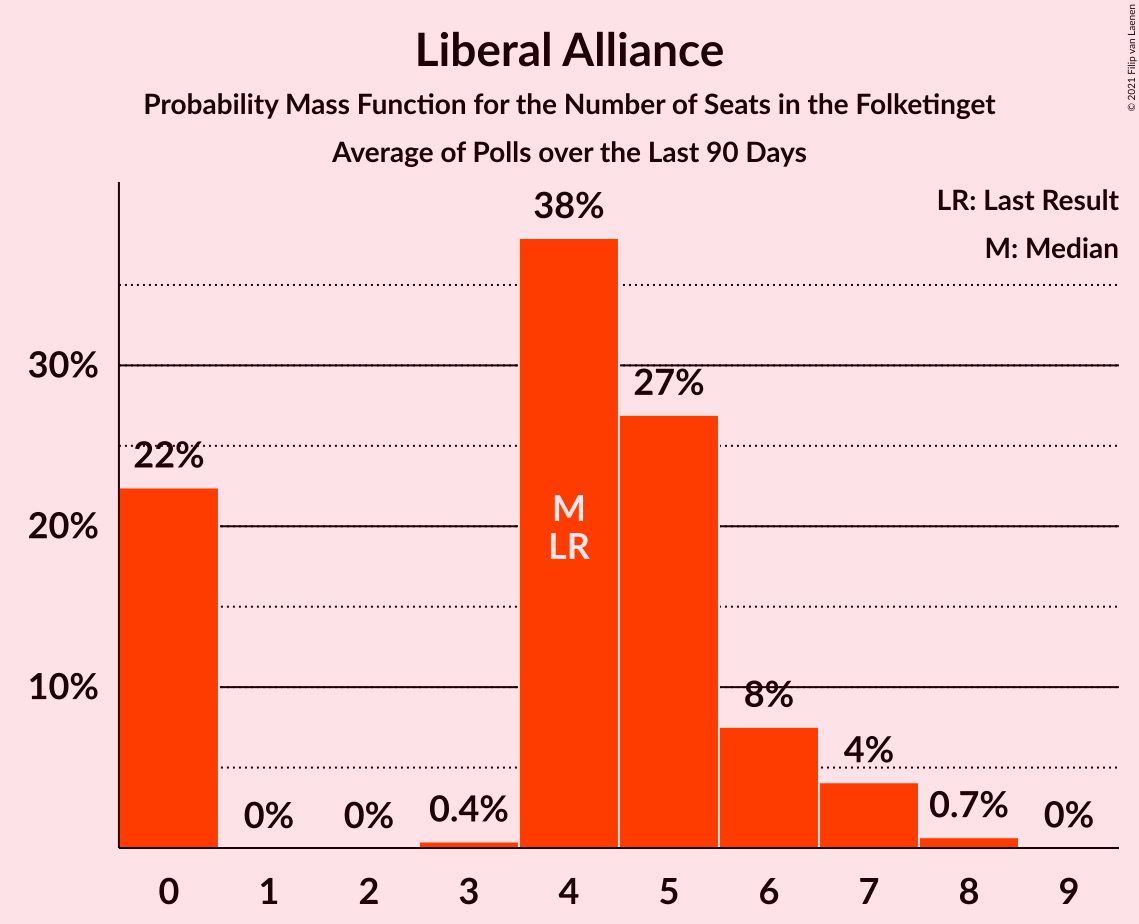 Liberal Alliance
Probability Mass Function for the Number of Seats in the Folketinget
Average of Polls over the Last 90 Days
© 2021 Filip van Laenen
LR: Last Result
M: Median
30%
20%
10%
22%
0%
0%
0.4%
38%
27%
8%
4%
0.7%
0%
M
LR
0 1 2 3 4 5 6 7 8 9